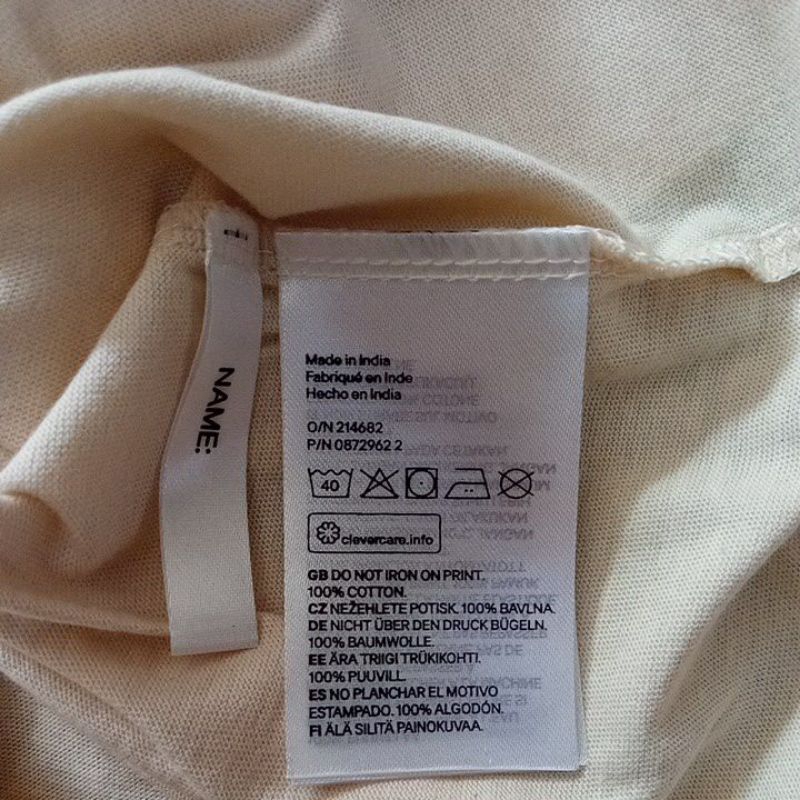 NAME:
Made in India
Fabriqué en Inde
Hecho en India
O/N 214682
P/N 0872962 2
40
clevercare.info
GB DO NOT IRON ON PRINT.
100% COTTON.
CZ NEŽEHLETE POTISK. 100% BAVLNA.
DE NICHT ÜBER DEN DRUCK BÜGELN.
100% BAUMWOLLE.
EE ÄRA TRIIGI TRÜKIKOHTI.
100% PUUVILL.
ES NO PLANCHAR EL MOTIVO
ESTAMPADO. 100% ALGODÓN.
FI ÄLÄ SILITÄ PAINOKUVAA.